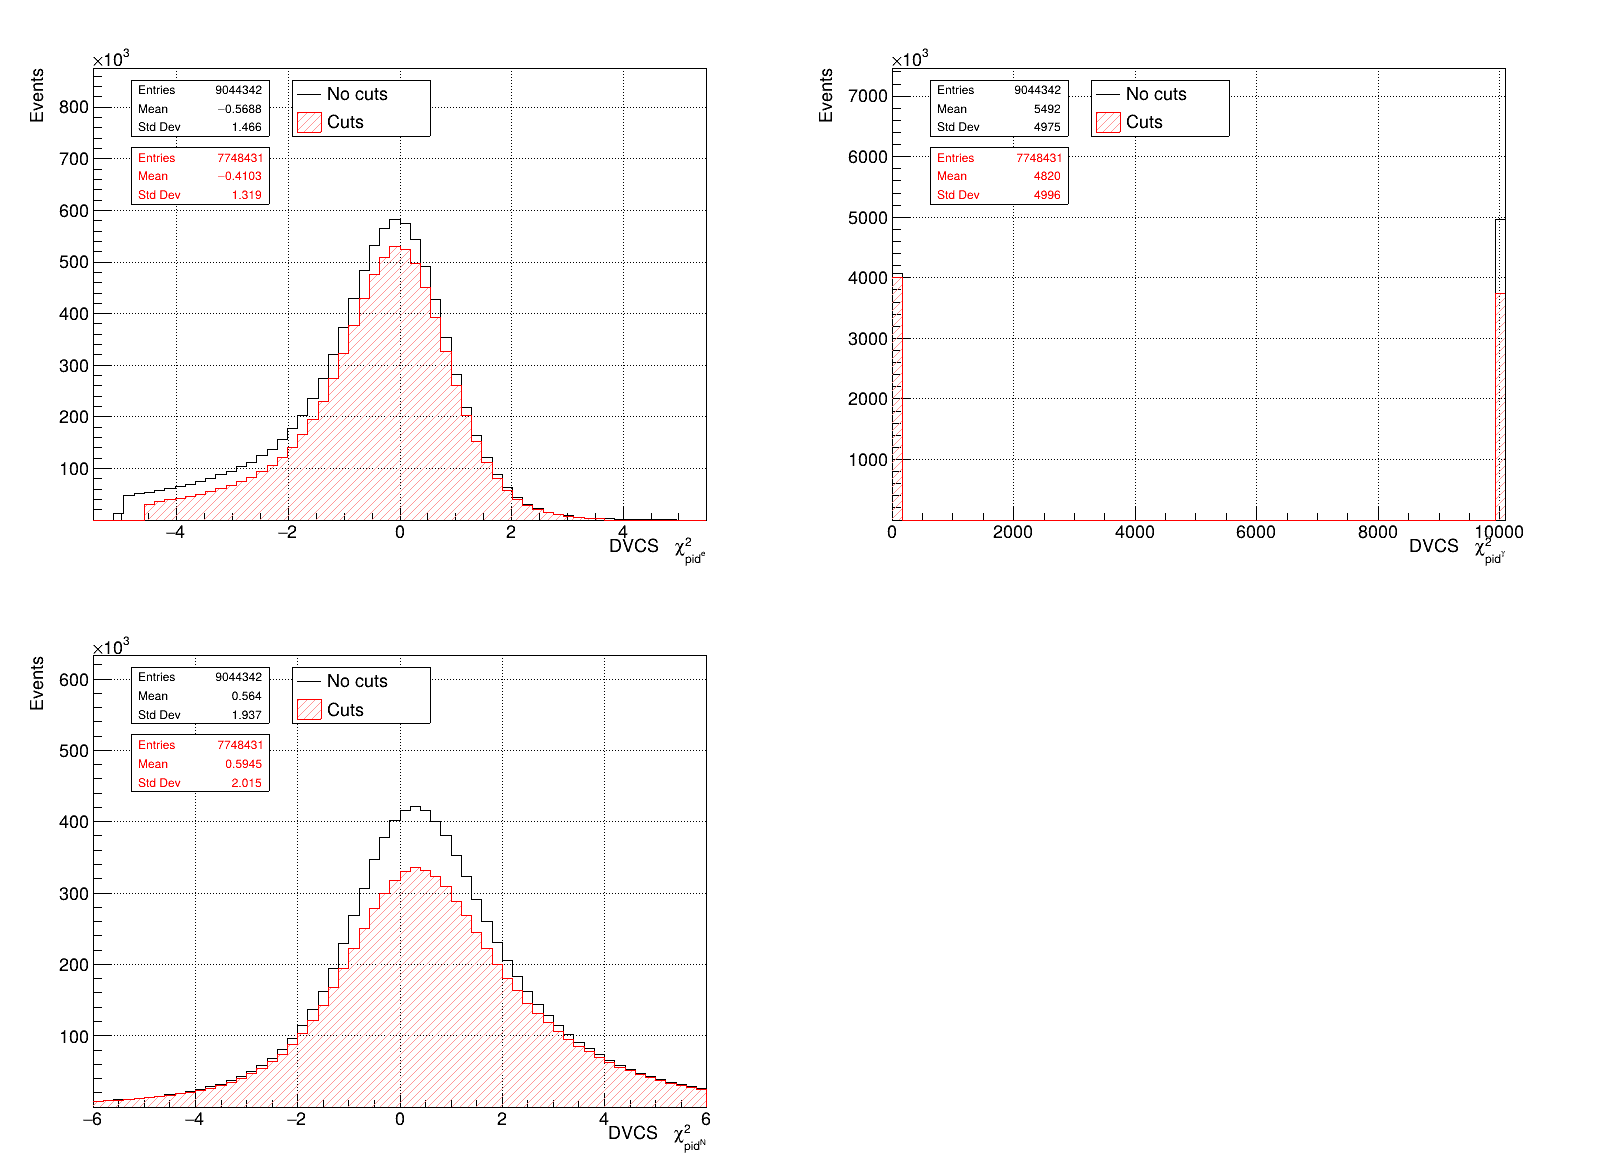 ×10³
Events
Entries 9044342
Mean −0.5688
Std Dev 1.466
Entries 7748431
Mean −0.4103
Std Dev 1.319
No cuts
Cuts
800
700
600
500
400
300
200
100
−4 −2 0 2 4
DVCS χ²pidᵉ
×10³
Events
Entries 9044342
Mean 5492
Std Dev 4975
Entries 7748431
Mean 4820
Std Dev 4996
No cuts
Cuts
7000
6000
5000
4000
3000
2000
1000
0 2000 4000 6000 8000 10000
DVCS χ²pidᵞ
×10³
Events
Entries 9044342
Mean 0.564
Std Dev 1.937
Entries 7748431
Mean 0.5945
Std Dev 2.015
No cuts
Cuts
600
500
400
300
200
100
−6 −4 −2 0 2 4 6
DVCS χ²pidᴺ